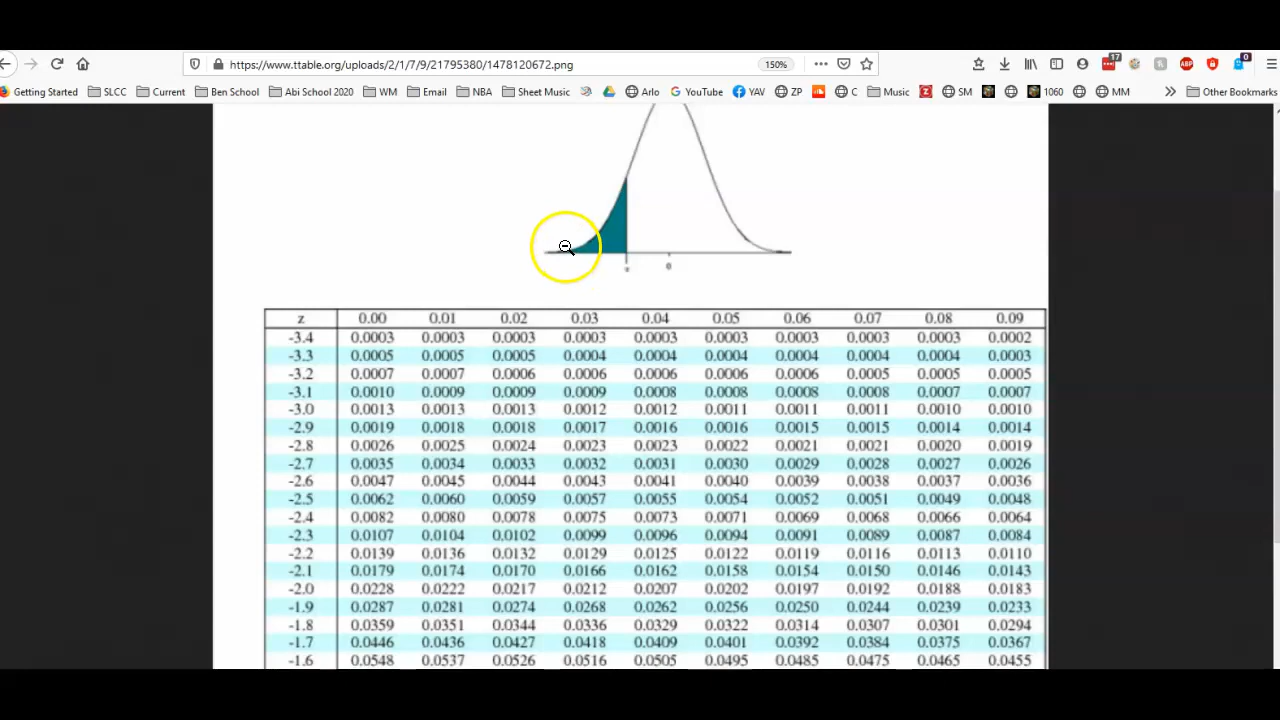 https://www.ttable.org/uploads/2/1/7/9/21795380/1478120672.png 150% 17 ABP 0
Getting Started SLCC Current Ben School Abi School 2020 WM Email NBA Sheet Music Arlo YouTube YAV ZP C Music SM 1060 MM Other Bookmarks
z 0
z 0.00 0.01 0.02 0.03 0.04 0.05 0.06 0.07 0.08 0.09
-3.4 0.0003 0.0003 0.0003 0.0003 0.0003 0.0003 0.0003 0.0003 0.0003 0.0002
-3.3 0.0005 0.0005 0.0005 0.0004 0.0004 0.0004 0.0004 0.0004 0.0004 0.0003
-3.2 0.0007 0.0007 0.0006 0.0006 0.0006 0.0006 0.0006 0.0005 0.0005 0.0005
-3.1 0.0010 0.0009 0.0009 0.0009 0.0008 0.0008 0.0008 0.0008 0.0007 0.0007
-3.0 0.0013 0.0013 0.0013 0.0012 0.0012 0.0011 0.0011 0.0011 0.0010 0.0010
-2.9 0.0019 0.0018 0.0018 0.0017 0.0016 0.0016 0.0015 0.0015 0.0014 0.0014
-2.8 0.0026 0.0025 0.0024 0.0023 0.0023 0.0022 0.0021 0.0021 0.0020 0.0019
-2.7 0.0035 0.0034 0.0033 0.0032 0.0031 0.0030 0.0029 0.0028 0.0027 0.0026
-2.6 0.0047 0.0045 0.0044 0.0043 0.0041 0.0040 0.0039 0.0038 0.0037 0.0036
-2.5 0.0062 0.0060 0.0059 0.0057 0.0055 0.0054 0.0052 0.0051 0.0049 0.0048
-2.4 0.0082 0.0080 0.0078 0.0075 0.0073 0.0071 0.0069 0.0068 0.0066 0.0064
-2.3 0.0107 0.0104 0.0102 0.0099 0.0096 0.0094 0.0091 0.0089 0.0087 0.0084
-2.2 0.0139 0.0136 0.0132 0.0129 0.0125 0.0122 0.0119 0.0116 0.0113 0.0110
-2.1 0.0179 0.0174 0.0170 0.0166 0.0162 0.0158 0.0154 0.0150 0.0146 0.0143
-2.0 0.0228 0.0222 0.0217 0.0212 0.0207 0.0202 0.0197 0.0192 0.0188 0.0183
-1.9 0.0287 0.0281 0.0274 0.0268 0.0262 0.0256 0.0250 0.0244 0.0239 0.0233
-1.8 0.0359 0.0351 0.0344 0.0336 0.0329 0.0322 0.0314 0.0307 0.0301 0.0294
-1.7 0.0446 0.0436 0.0427 0.0418 0.0409 0.0401 0.0392 0.0384 0.0375 0.0367
-1.6 0.0548 0.0537 0.0526 0.0516 0.0505 0.0495 0.0485 0.0475 0.0465 0.0455